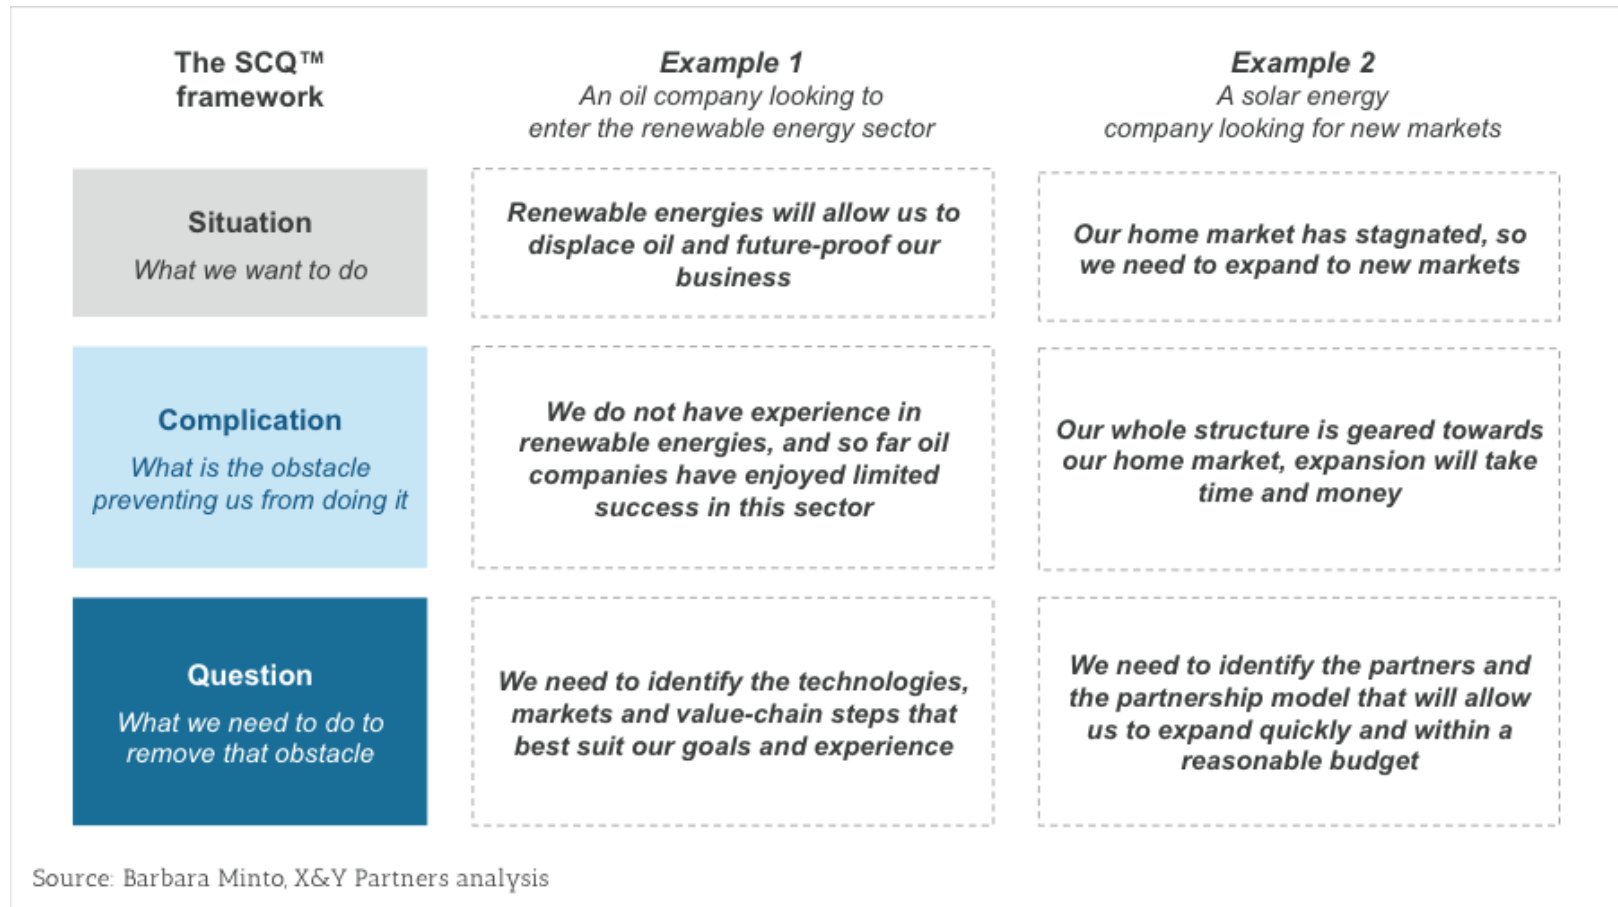 The SCQ™
framework
Example 1
An oil company looking to
enter the renewable energy sector
Example 2
A solar energy
company looking for new markets
Situation
What we want to do
Renewable energies will allow us to
displace oil and future-proof our
business
Our home market has stagnated, so
we need to expand to new markets
Complication
What is the obstacle
preventing us from doing it
We do not have experience in
renewable energies, and so far oil
companies have enjoyed limited
success in this sector
Our whole structure is geared towards
our home market, expansion will take
time and money
Question
What we need to do to
remove that obstacle
We need to identify the technologies,
markets and value-chain steps that
best suit our goals and experience
We need to identify the partners and
the partnership model that will allow
us to expand quickly and within a
reasonable budget
Source: Barbara Minto, X&Y Partners analysis